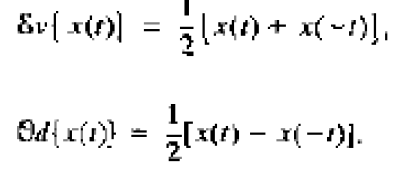 Ev{x(t)} = 1/2 [x(t) + x(-t)],
Od{x(t)} = 1/2 [x(t) - x(-t)].